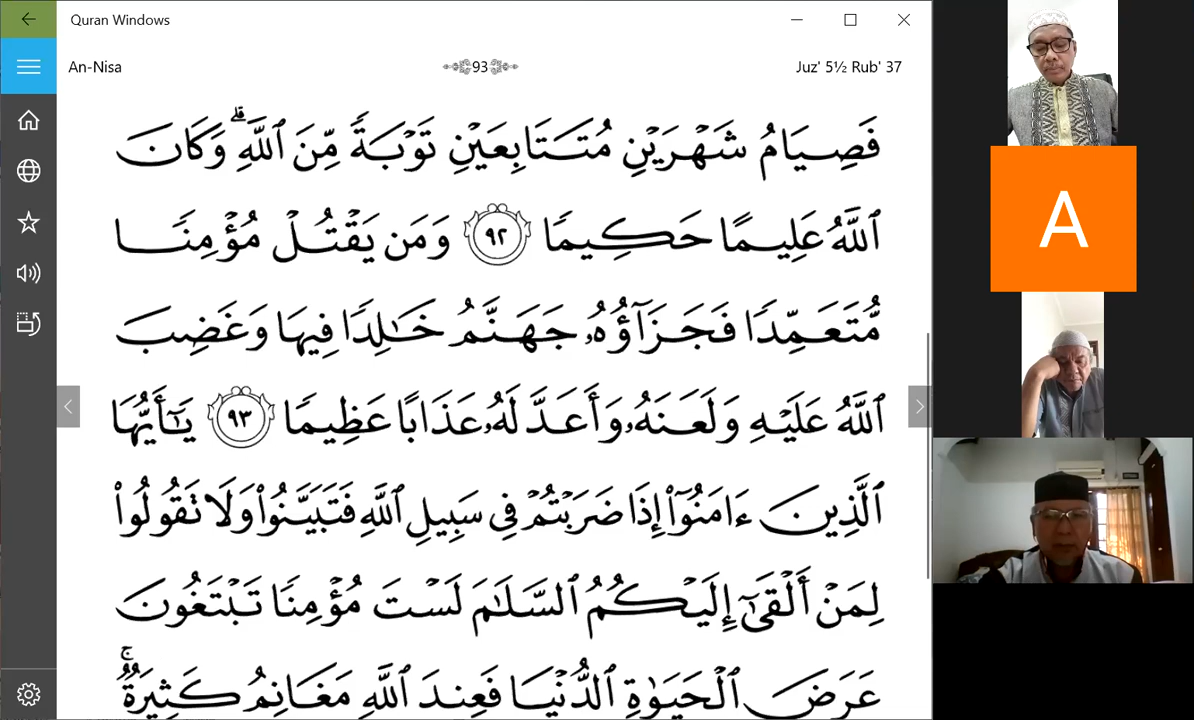 Quran Windows
An-Nisa
93
Juz' 5½ Rub' 37
فَصِيَامُ شَهْرَيْنِ مُتَتَابِعَيْنِ تَوْبَةً مِّنَ ٱللَّهِ ۗ وَكَانَ
ٱللَّهُ عَلِيمًا حَكِيمًا ٩٢ وَمَن يَقْتُلْ مُؤْمِنًا
مُّتَعَمِّدًا فَجَزَآؤُهُۥ جَهَنَّمُ خَـٰلِدًا فِيهَا وَغَضِبَ
ٱللَّهُ عَلَيْهِ وَلَعَنَهُۥ وَأَعَدَّ لَهُۥ عَذَابًا عَظِيمًا ٩٣ يَـٰٓأَيُّهَا
ٱلَّذِينَ ءَامَنُوٓا۟ إِذَا ضَرَبْتُمْ فِى سَبِيلِ ٱللَّهِ فَتَبَيَّنُوا۟ وَلَا تَقُولُوا۟
لِمَنْ أَلْقَىٰٓ إِلَيْكُمُ ٱلسَّلَـٰمَ لَسْتَ مُؤْمِنًا تَبْتَغُونَ
عَرَضَ ٱلْحَيَوٰةِ ٱلدُّنْيَا فَعِندَ ٱللَّهِ مَغَانِمُ كَثِيرَةٌ ۚ
A